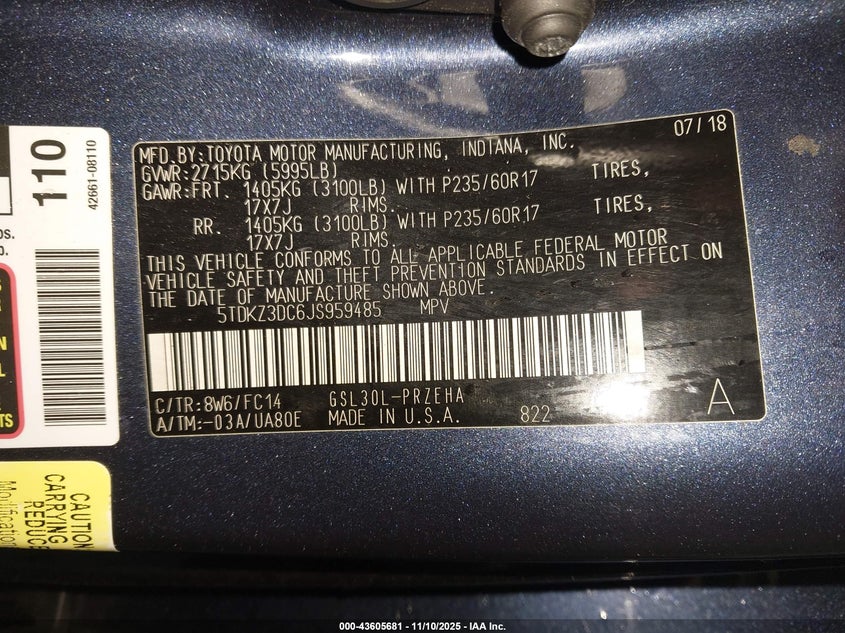 07/18
MFD.BY:TOYOTA MOTOR MANUFACTURING, INDIANA, INC.
GVWR:2715KG (5995LB)
GAWR:FRT. 1405KG (3100LB) WITH P235/60R17 TIRES,
17X7J RIMS.
RR. 1405KG (3100LB) WITH P235/60R17 TIRES,
17X7J RIMS.
THIS VEHICLE CONFORMS TO ALL APPLICABLE FEDERAL MOTOR
VEHICLE SAFETY AND THEFT PREVENTION STANDARDS IN EFFECT ON
THE DATE OF MANUFACTURE SHOWN ABOVE.
5TDKZ3DC6JS959485 MPV
C/TR:8W6/FC14 GSL30L-PRZEHA
A/TM:-03A/UA80E MADE IN U.S.A. 822 A
110
42661-08110
CAUTION
CARRYING
REDUCE
Modification
000-43605681 - 11/10/2025 - IAA Inc.